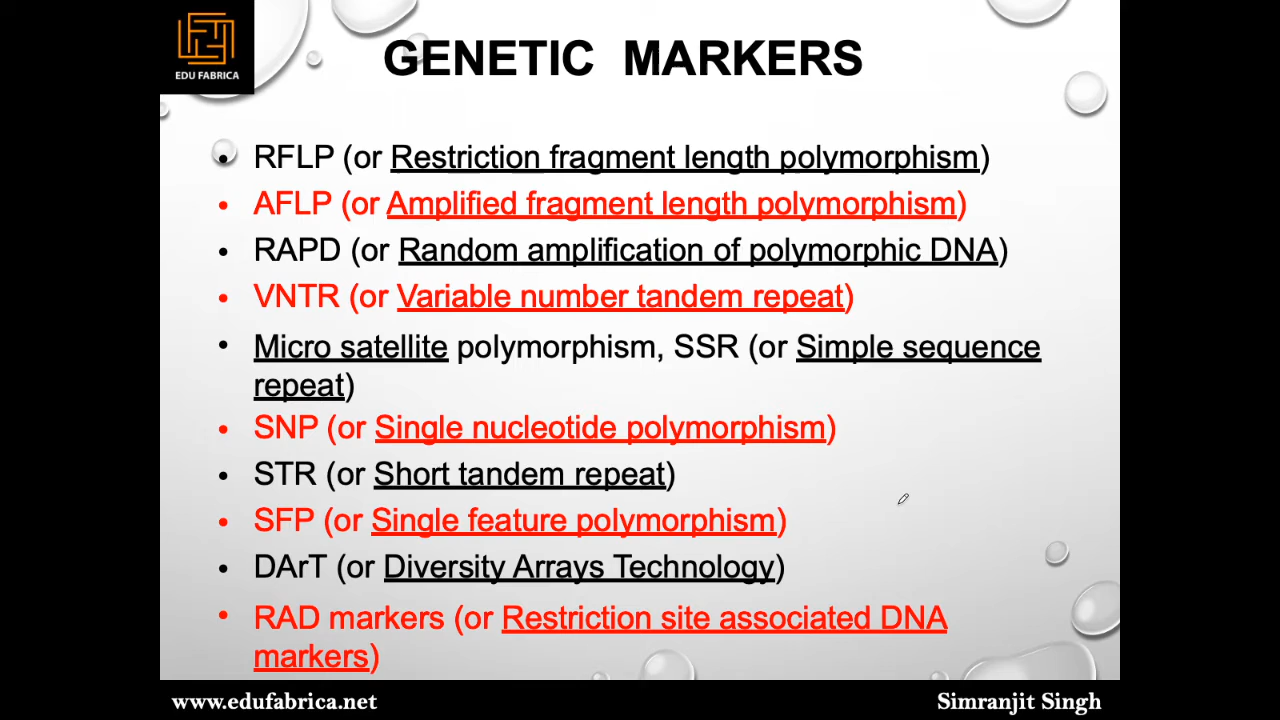 EDU FABRICA
GENETIC MARKERS
• RFLP (or Restriction fragment length polymorphism)
• AFLP (or Amplified fragment length polymorphism)
• RAPD (or Random amplification of polymorphic DNA)
• VNTR (or Variable number tandem repeat)
• Micro satellite polymorphism, SSR (or Simple sequence
repeat)
• SNP (or Single nucleotide polymorphism)
• STR (or Short tandem repeat)
• SFP (or Single feature polymorphism)
• DArT (or Diversity Arrays Technology)
• RAD markers (or Restriction site associated DNA
markers)
www.edufabrica.net
Simranjit Singh